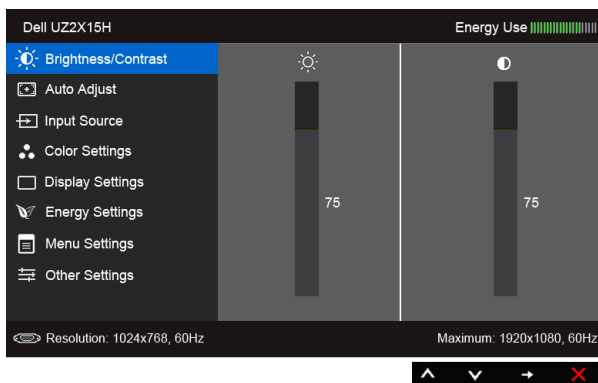 Dell UZ2X15H
Energy Use
Brightness/Contrast
Auto Adjust
Input Source
Color Settings
Display Settings
Energy Settings
Menu Settings
Other Settings
75
75
Resolution: 1024x768, 60Hz
Maximum: 1920x1080, 60Hz